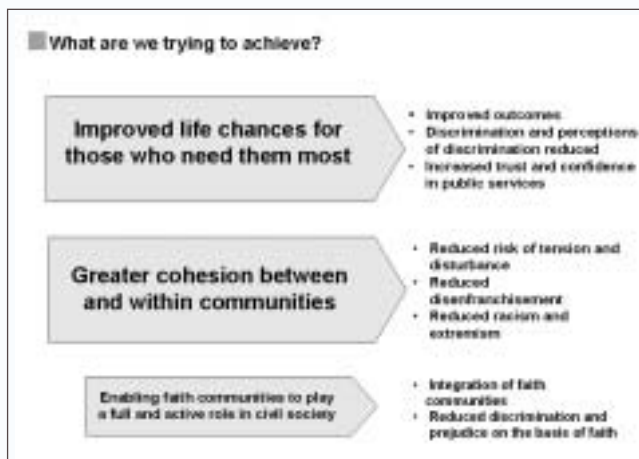 What are we trying to achieve?
Improved life chances for
those who need them most
• Improved outcomes
• Discrimination and perceptions
of discrimination reduced
• Increased trust and confidence
in public services
Greater cohesion between
and within communities
• Reduced risk of tension and
disturbance
• Reduced
disenfranchisement
• Reduced racism and
extremism
Enabling faith communities to play
a full and active role in civil society
• Integration of faith
communities
• Reduced discrimination and
prejudice on the basis of faith